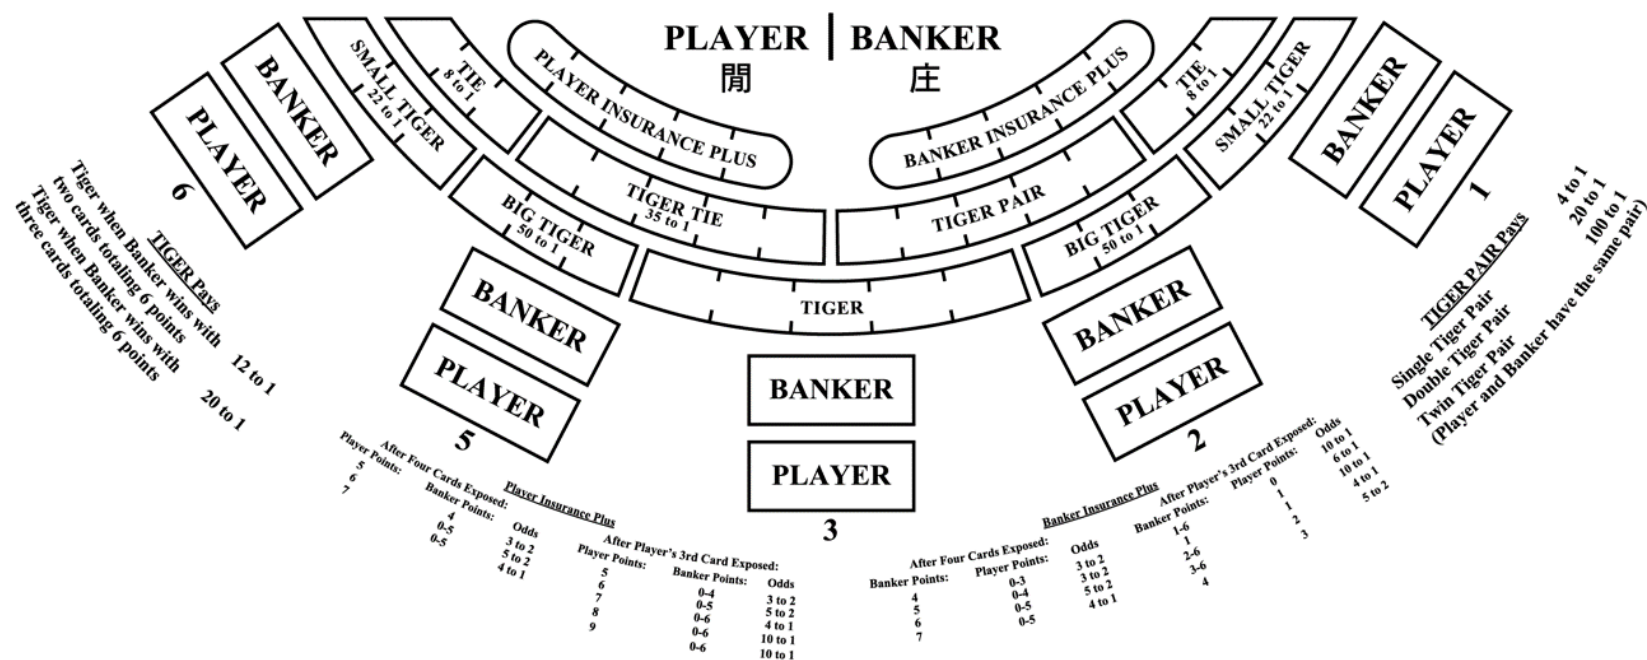 PLAYER | BANKER
閒 庄
PLAYER INSURANCE PLUS
BANKER INSURANCE PLUS
TIE
8 to 1
TIE
8 to 1
SMALL TIGER
22 to 1
SMALL TIGER
22 to 1
TIGER TIE
35 to 1
TIGER PAIR
BIG TIGER
50 to 1
BIG TIGER
50 to 1
TIGER
BANKER
PLAYER
6
BANKER
PLAYER
5
BANKER
PLAYER
3
BANKER
PLAYER
2
BANKER
PLAYER
1
TIGER Pays
Tiger when Banker wins with
two cards totaling 6 points 12 to 1
Tiger when Banker wins with
three cards totaling 6 points 20 to 1
Player Insurance Plus
After Four Cards Exposed:
Player Points: Banker Points: Odds
5 4 3 to 2
6 0-5 5 to 2
7 0-5 4 to 1
After Player's 3rd Card Exposed:
Player Points: Banker Points: Odds
5 0-4 3 to 2
6 0-5 5 to 2
7 0-6 4 to 1
8 0-6 10 to 1
9 0-6 10 to 1
Banker Insurance Plus
After Four Cards Exposed:
Banker Points: Player Points: Odds
4 0-3 3 to 2
5 0-4 3 to 2
6 0-5 5 to 2
7 0-5 4 to 1
After Player's 3rd Card Exposed:
Banker Points: Player Points: Odds
1-6 0 10 to 1
1 1 6 to 1
2-6 1 10 to 1
3-6 2 4 to 1
4 3 5 to 2
TIGER PAIR Pays
Single Tiger Pair 4 to 1
Double Tiger Pair 20 to 1
Twin Tiger Pair 100 to 1
(Player and Banker have the same pair)